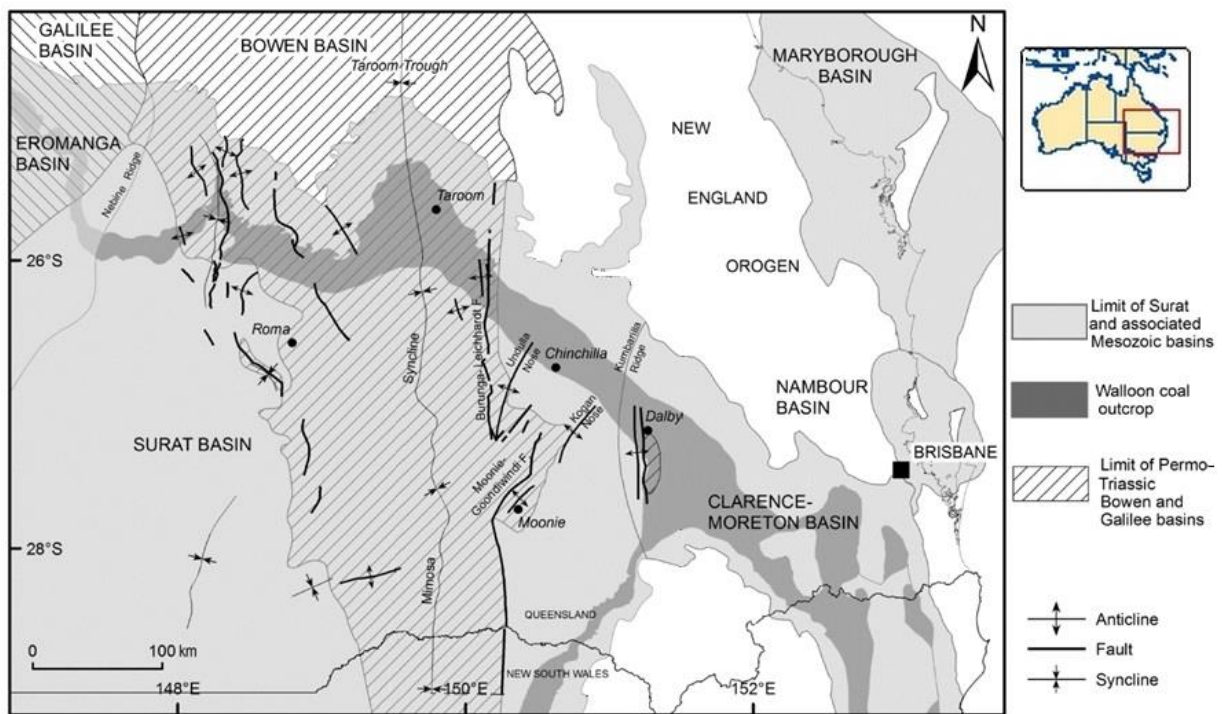 GALILEE
BASIN
BOWEN BASIN
Taroom Trough
MARYBOROUGH
BASIN
N
EROMANGA
BASIN
Nebine Ridge
NEW
ENGLAND
OROGEN
Taroom
26°S
Roma
Syncline
Burunga-Leichhardt F
Undulla
Nose
Chinchilla
Kumbarilla
Ridge
Kogan
Nose
Dalby
NAMBOUR
BASIN
BRISBANE
SURAT BASIN
Moonie-
Goondiwindi F
Moonie
CLARENCE-
MORETON BASIN
28°S
Mimosa
QUEENSLAND
NEW SOUTH WALES
0 100 km
148°E
150°E
152°E
Limit of Surat
and associated
Mesozoic basins
Walloon coal
outcrop
Limit of Permo-
Triassic
Bowen and
Galilee basins
Anticline
Fault
Syncline